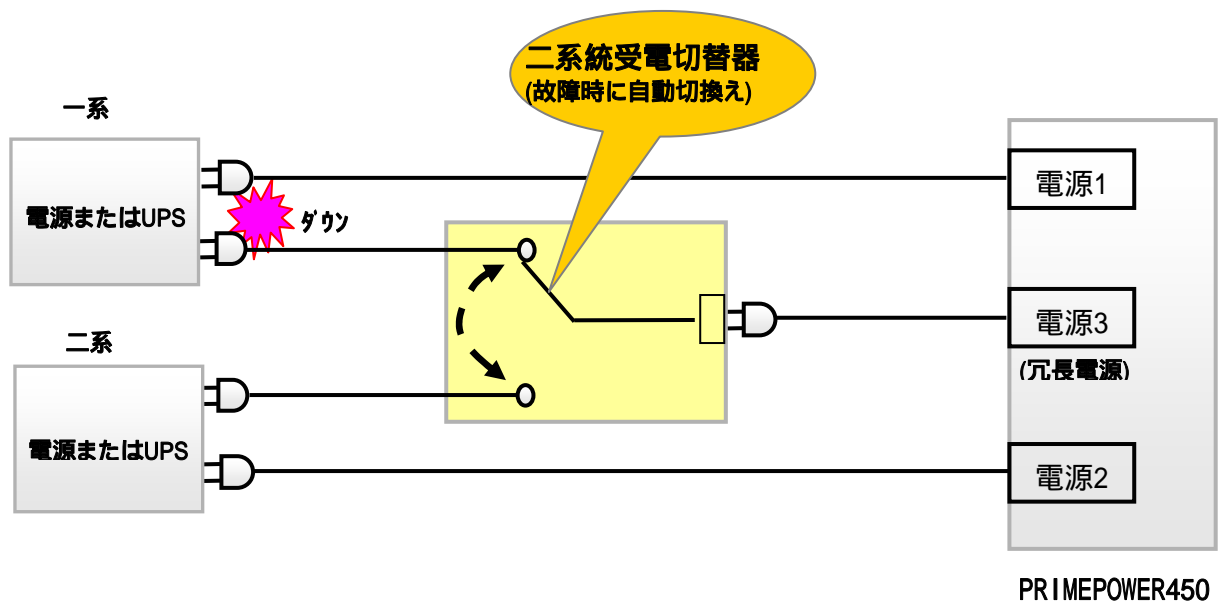 二系統受電切替器
(故障時に自動切換え)
一系
電源またはUPS
ダウン
電源1
電源3
(冗長電源)
二系
電源またはUPS
電源2
PRIMEPOWER450